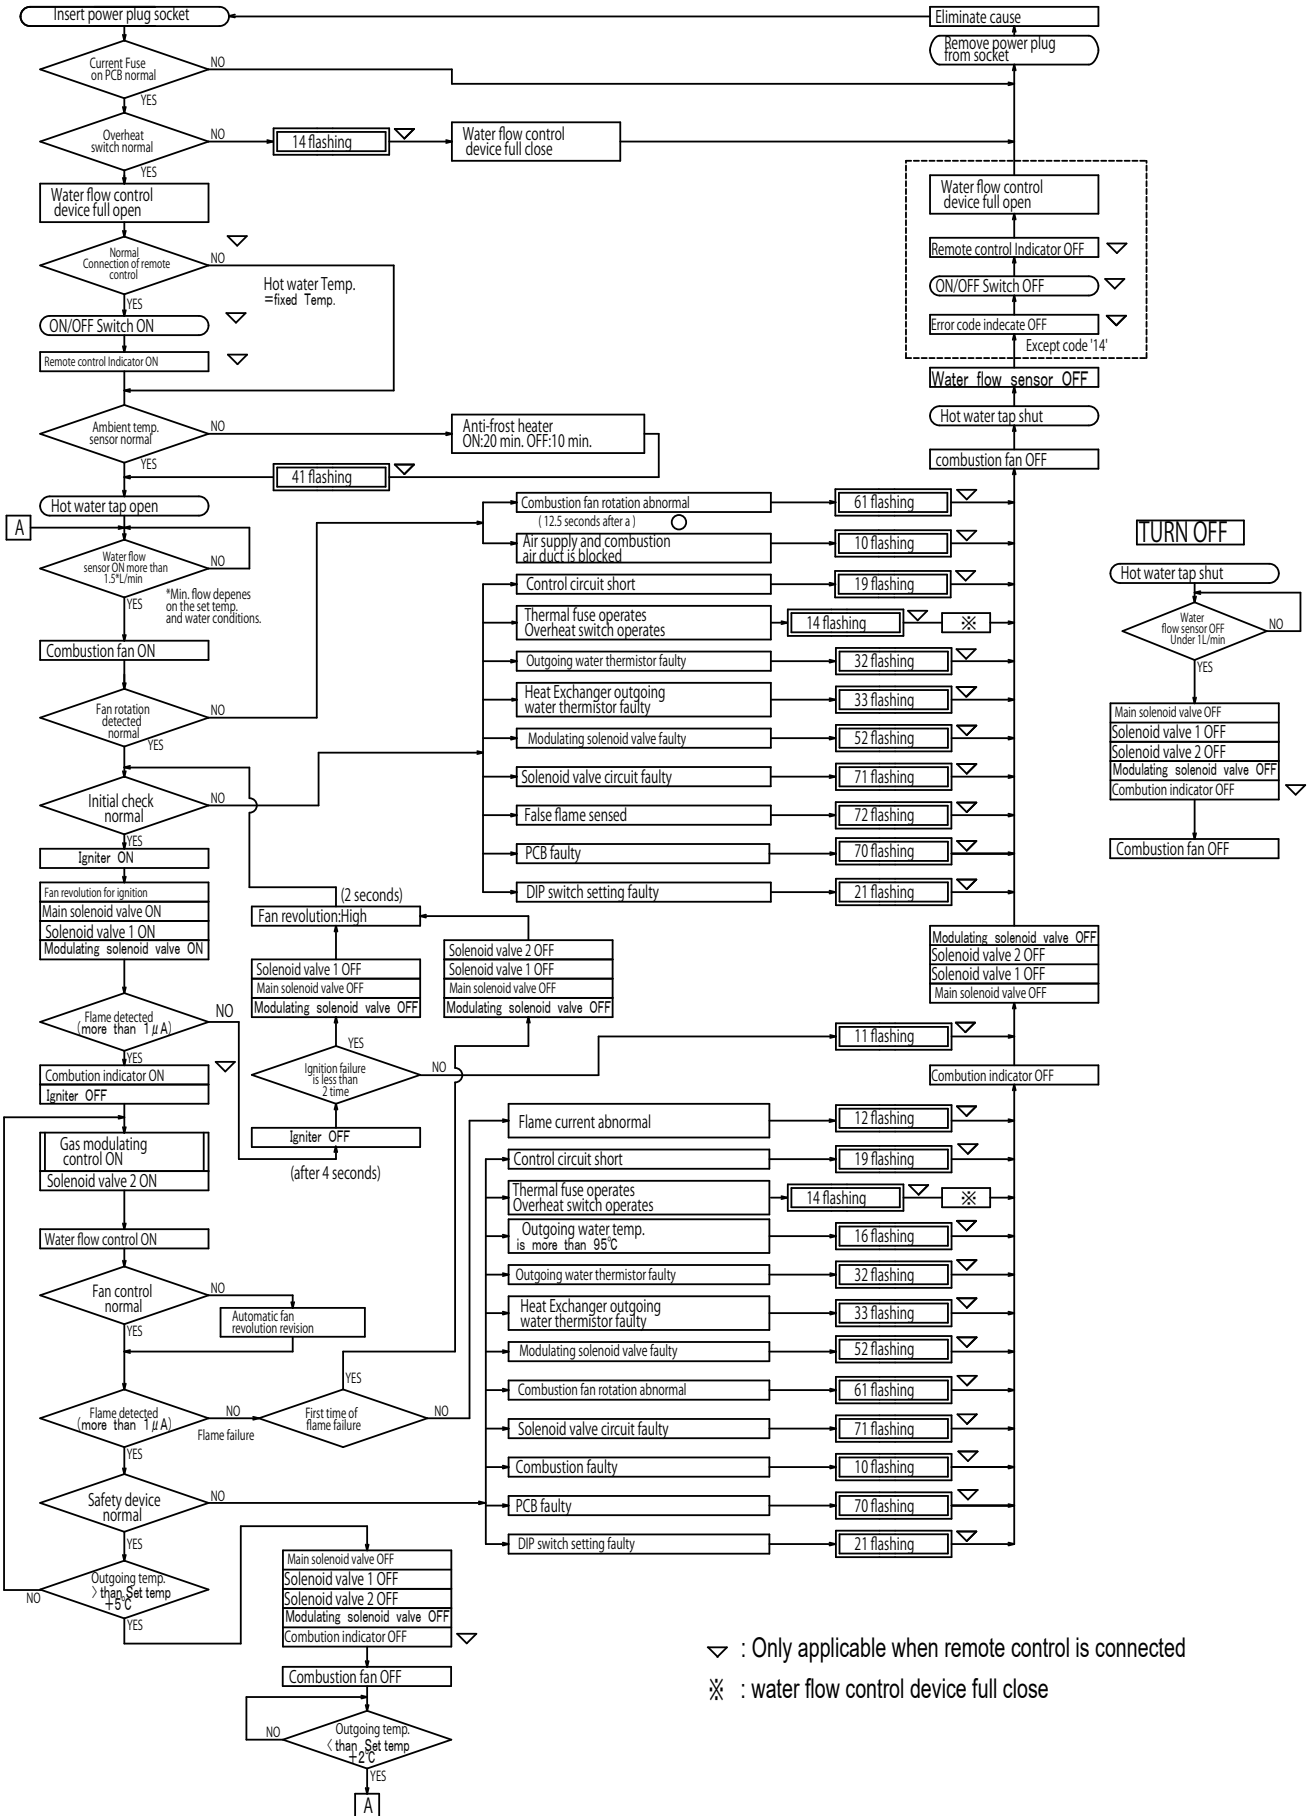 Insert power plug socket
Current Fuse
on PCB normal
NO
YES
Overheat
switch normal
NO
14 flashing
Water flow control
device full close
YES
Water flow control
device full open
Normal
Connection of remote
control
NO
Hot water Temp.
=fixed Temp.
YES
ON/OFF Switch ON
Remote control Indicator ON
Ambient temp.
sensor normal
NO
Anti-frost heater
ON:20 min. OFF:10 min.
YES
41 flashing
Hot water tap open
A
Water flow
sensor ON more than
1.5*L/min
NO
YES
*Min. flow depenes
on the set temp.
and water conditions.
Combustion fan ON
Fan rotation
detected
normal
NO
YES
Initial check
normal
NO
YES
Igniter ON
Fan revolution for ignition
Main solenoid valve ON
Solenoid valve 1 ON
Modulating solenoid valve ON
Flame detected
(more than 1μA)
NO
YES
Combution indicator ON
Igniter OFF
Gas modulating
control ON
Solenoid valve 2 ON
Water flow control ON
Fan control
normal
NO
Automatic fan
revolution revision
YES
Flame detected
(more than 1μA)
NO
Flame failure
First time of
flame failure
YES
NO
YES
Safety device
normal
NO
YES
Outgoing temp.
> than Set temp
+5℃
NO
YES
(2 seconds)
Fan revolution:High
Solenoid valve 1 OFF
Main solenoid valve OFF
Modulating solenoid valve OFF
Solenoid valve 2 OFF
Solenoid valve 1 OFF
Main solenoid valve OFF
Modulating solenoid valve OFF
YES
Ignition failure
is less than
2 time
NO
Igniter OFF
(after 4 seconds)
Main solenoid valve OFF
Solenoid valve 1 OFF
Solenoid valve 2 OFF
Modulating solenoid valve OFF
Combution indicator OFF
Combustion fan OFF
Outgoing temp.
< than Set temp
+2℃
NO
YES
A
Combustion fan rotation abnormal
61 flashing
( 12.5 seconds after a )
Air supply and combustion
air duct is blocked
10 flashing
Control circuit short
19 flashing
Thermal fuse operates
Overheat switch operates
14 flashing
※
Outgoing water thermistor faulty
32 flashing
Heat Exchanger outgoing
water thermistor faulty
33 flashing
Modulating solenoid valve faulty
52 flashing
Solenoid valve circuit faulty
71 flashing
False flame sensed
72 flashing
PCB faulty
70 flashing
DIP switch setting faulty
21 flashing
11 flashing
Flame current abnormal
12 flashing
Control circuit short
19 flashing
Thermal fuse operates
Overheat switch operates
14 flashing
※
Outgoing water temp.
is more than 95℃
16 flashing
Outgoing water thermistor faulty
32 flashing
Heat Exchanger outgoing
water thermistor faulty
33 flashing
Modulating solenoid valve faulty
52 flashing
Combustion fan rotation abnormal
61 flashing
Solenoid valve circuit faulty
71 flashing
Combustion faulty
10 flashing
PCB faulty
70 flashing
DIP switch setting faulty
21 flashing
Eliminate cause
Remove power plug
from socket
Water flow control
device full open
Remote control Indicator OFF
ON/OFF Switch OFF
Error code indecate OFF
Except code '14'
Water flow sensor OFF
Hot water tap shut
combustion fan OFF
Modulating solenoid valve OFF
Solenoid valve 2 OFF
Solenoid valve 1 OFF
Main solenoid valve OFF
Combution indicator OFF
TURN OFF
Hot water tap shut
Water
flow sensor OFF
Under 1L/min
NO
YES
Main solenoid valve OFF
Solenoid valve 1 OFF
Solenoid valve 2 OFF
Modulating solenoid valve OFF
Combution indicator OFF
Combustion fan OFF
▽ : Only applicable when remote control is connected
※ : water flow control device full close